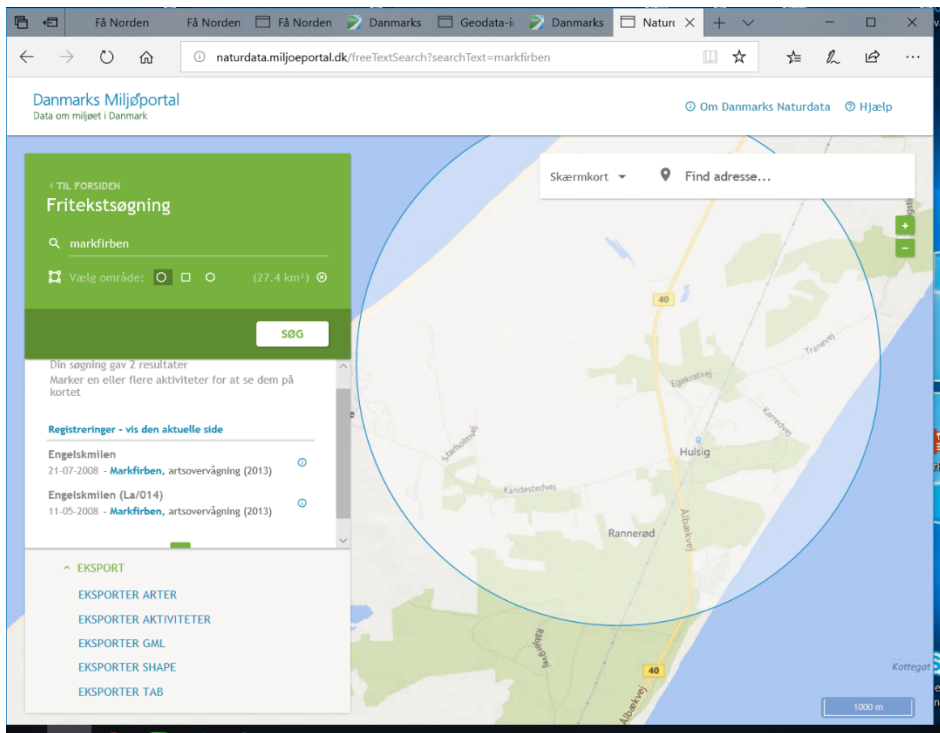 Få Norden
Få Norden
Få Norden
Danmarks
Geodata-i
Danmarks
Naturc
naturdata.miljoeportal.dk/freeTextSearch?searchText=markfirben
Danmarks Miljøportal
Data om miljøet i Danmark
Om Danmarks Naturdata
Hjælp
< TIL FORSIDEN
Fritekstsøgning
markfirben
Vælg område:
(27.4 km²)
SØG
Din søgning gav 2 resultater
Marker en eller flere aktiviteter for at se dem på
kortet
Registreringer - vis den aktuelle side
Engelskmilen
21-07-2008 - Markfirben, artsovervågning (2013)
Engelskmilen (La/014)
11-05-2008 - Markfirben, artsovervågning (2013)
EKSPORT
EKSPORTER ARTER
EKSPORTER AKTIVITETER
EKSPORTER GML
EKSPORTER SHAPE
EKSPORTER TAB
Skærmkort
Find adresse...
+
−
40
Tranevej
Egekratvej
Karredvej
Starholmsvej
Hulsig
Kandestedvej
Rannerød
Ålbækvej
Råbjergvej
40
Ålbækvej
Kattegat
1000 m